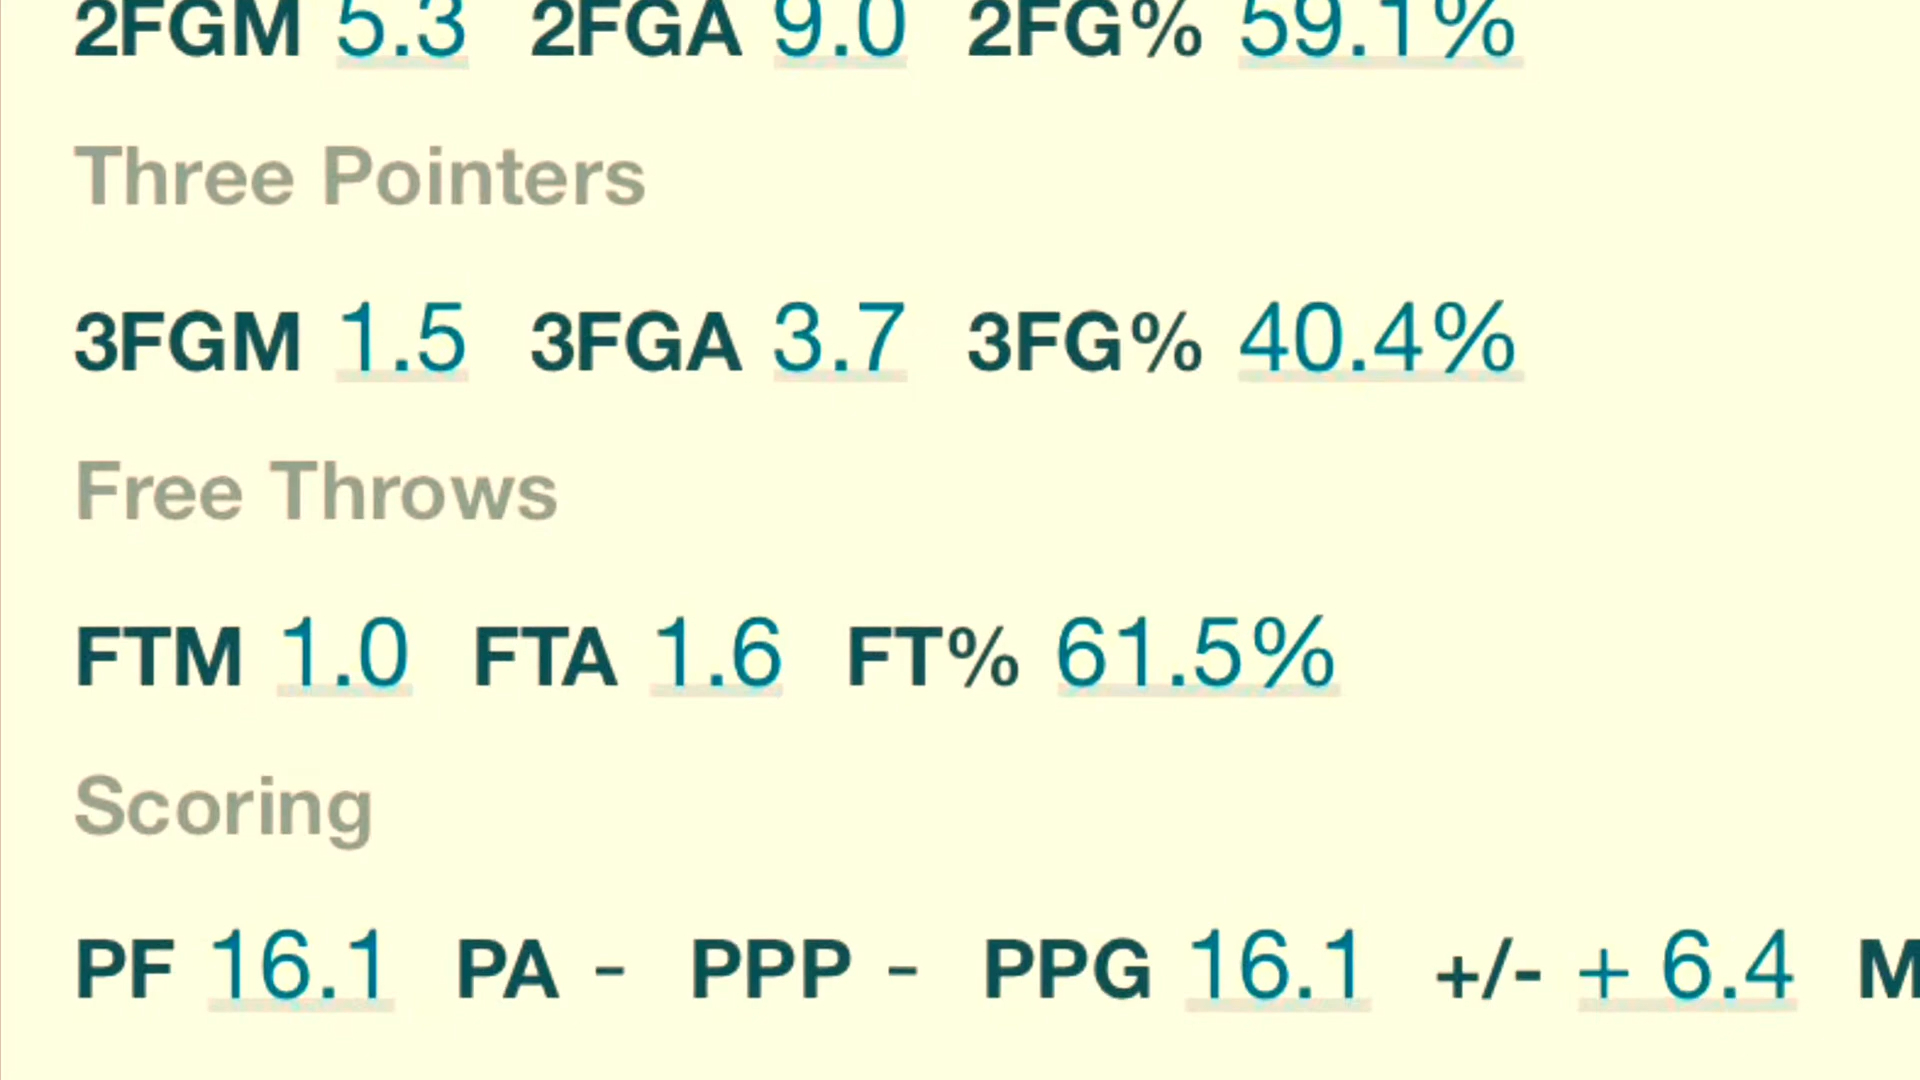 2FGM 5.3 2FGA 9.0 2FG% 59.1%
Three Pointers
3FGM 1.5 3FGA 3.7 3FG% 40.4%
Free Throws
FTM 1.0 FTA 1.6 FT% 61.5%
Scoring
PF 16.1 PA - PPP - PPG 16.1 +/- + 6.4